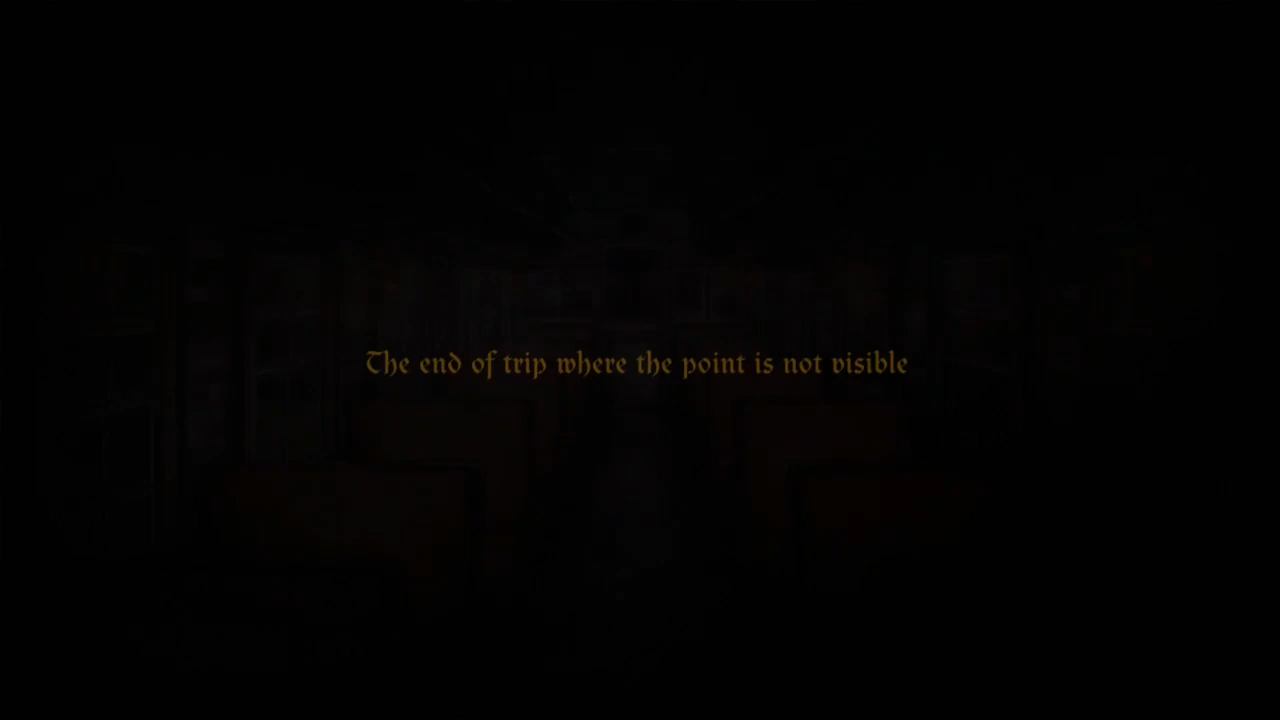 The end of trip where the point is not visible